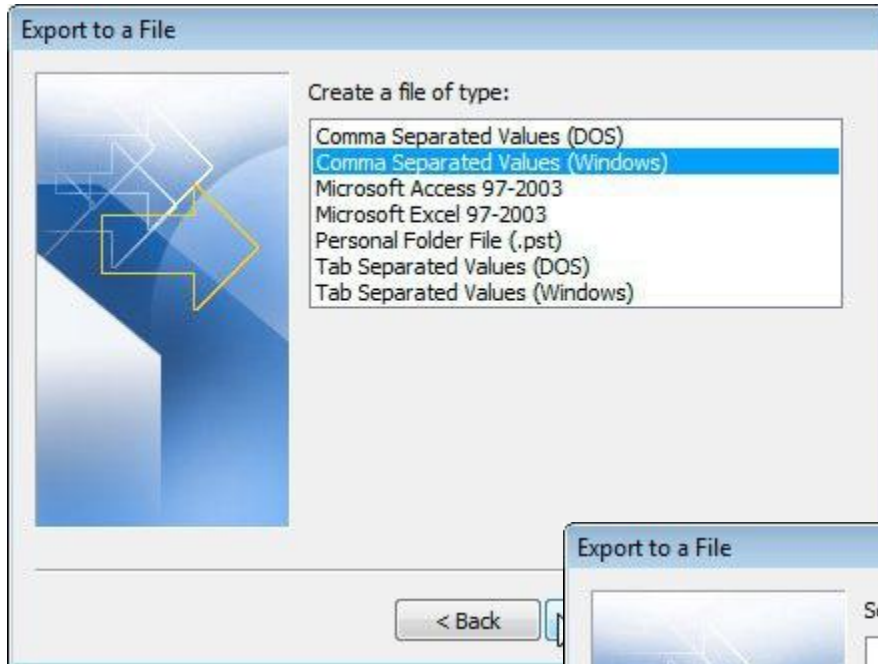 Export to a File
Create a file of type:
Comma Separated Values (DOS)
Comma Separated Values (Windows)
Microsoft Access 97-2003
Microsoft Excel 97-2003
Personal Folder File (.pst)
Tab Separated Values (DOS)
Tab Separated Values (Windows)
< Back
Export to a File